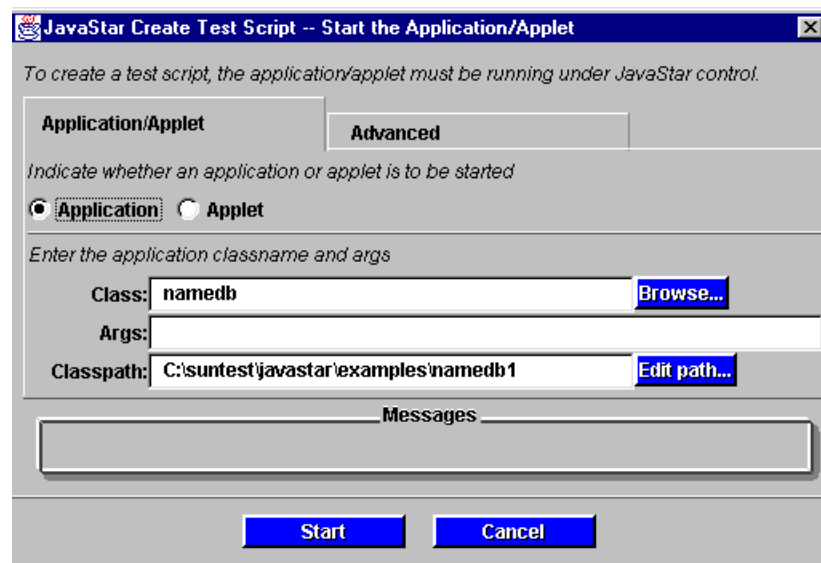 JavaStar Create Test Script -- Start the Application/Applet
To create a test script, the application/applet must be running under JavaStar control.
Application/Applet
Advanced
Indicate whether an application or applet is to be started
Application Applet
Enter the application classname and args
Class: namedb Browse...
Args:
Classpath: C:\suntest\javastar\examples\namedb1 Edit path...
Messages
Start Cancel